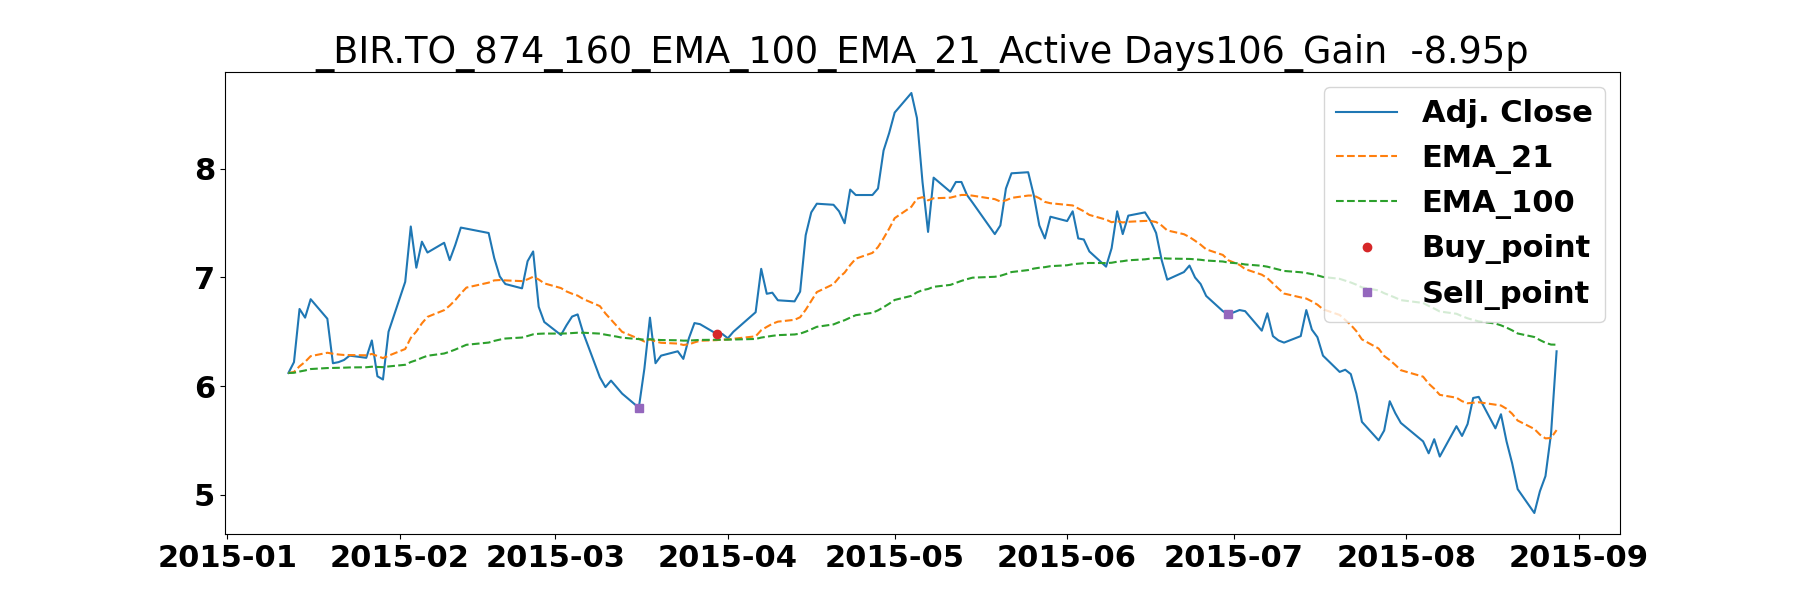 _BIR.TO_874_160_EMA_100_EMA_21_Active Days106_Gain  -8.95p
Adj. Close
EMA_21
EMA_100
Buy_point
Sell_point
8
7
6
5
2015-01
2015-02
2015-03
2015-04
2015-05
2015-06
2015-07
2015-08
2015-09